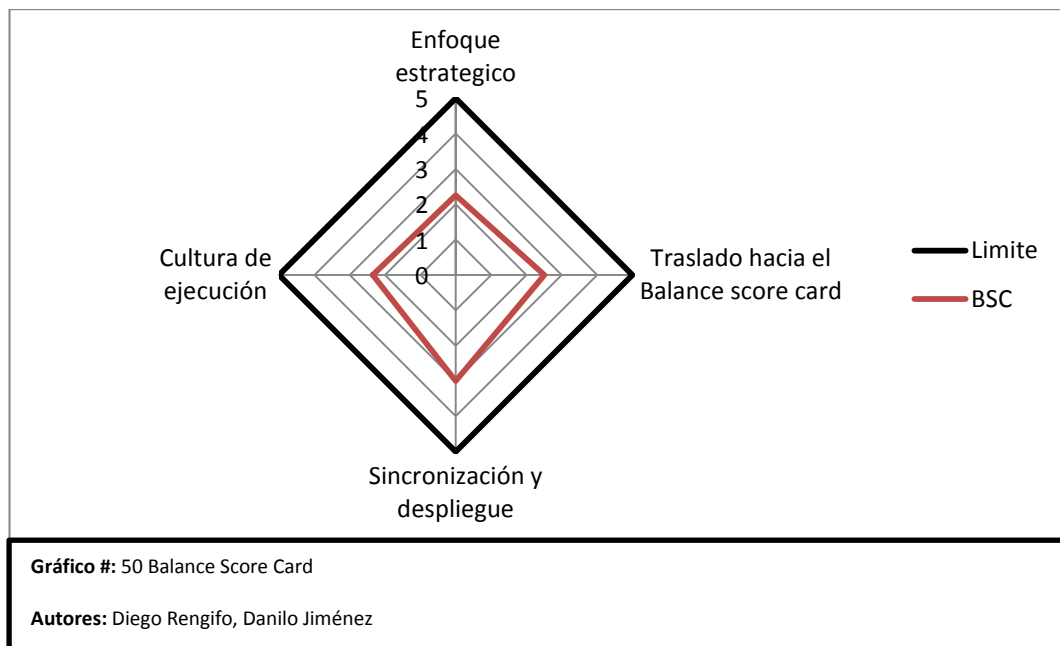 Enfoque
estrategico
5
4
3
2
1
0
Cultura de
ejecución
Traslado hacia el
Balance score card
Limite
BSC
Sincronización y
despliegue
Gráfico #: 50 Balance Score Card
Autores: Diego Rengifo, Danilo Jiménez